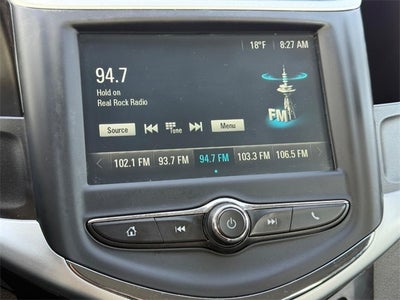 18°F 8:27 AM
94.7
Hold on
Real Rock Radio
FM
Source Tone Menu
102.1 FM 93.7 FM 94.7 FM 103.3 FM 106.5 FM